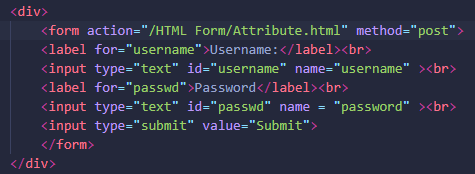 <div>
<form action="/HTML Form/Attribute.html" method="post">
<label for="username">Username:</label><br>
<input type="text" id="username" name="username" ><br>
<label for="passwd">Password</label><br>
<input type="text" id="passwd" name = "password" ><br>
<input type="submit" value="Submit">
</form>
</div>